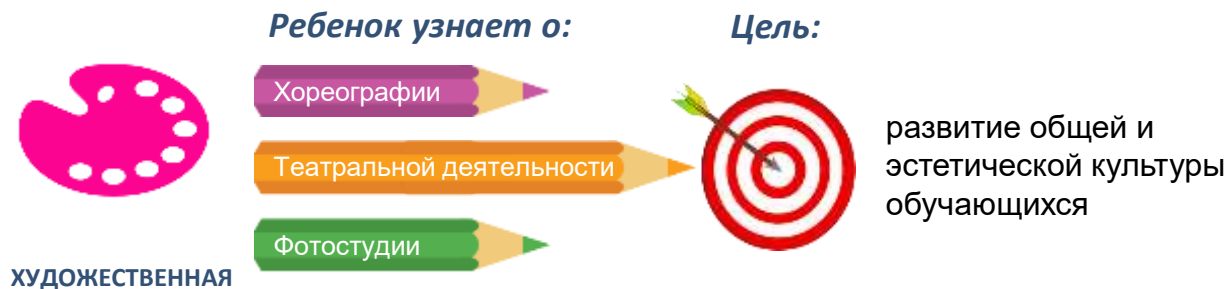 Ребенок узнает о:
Цель:
Хореографии
Театральной деятельности
Фотостудии
развитие общей и
эстетической культуры
обучающихся
ХУДОЖЕСТВЕННАЯ